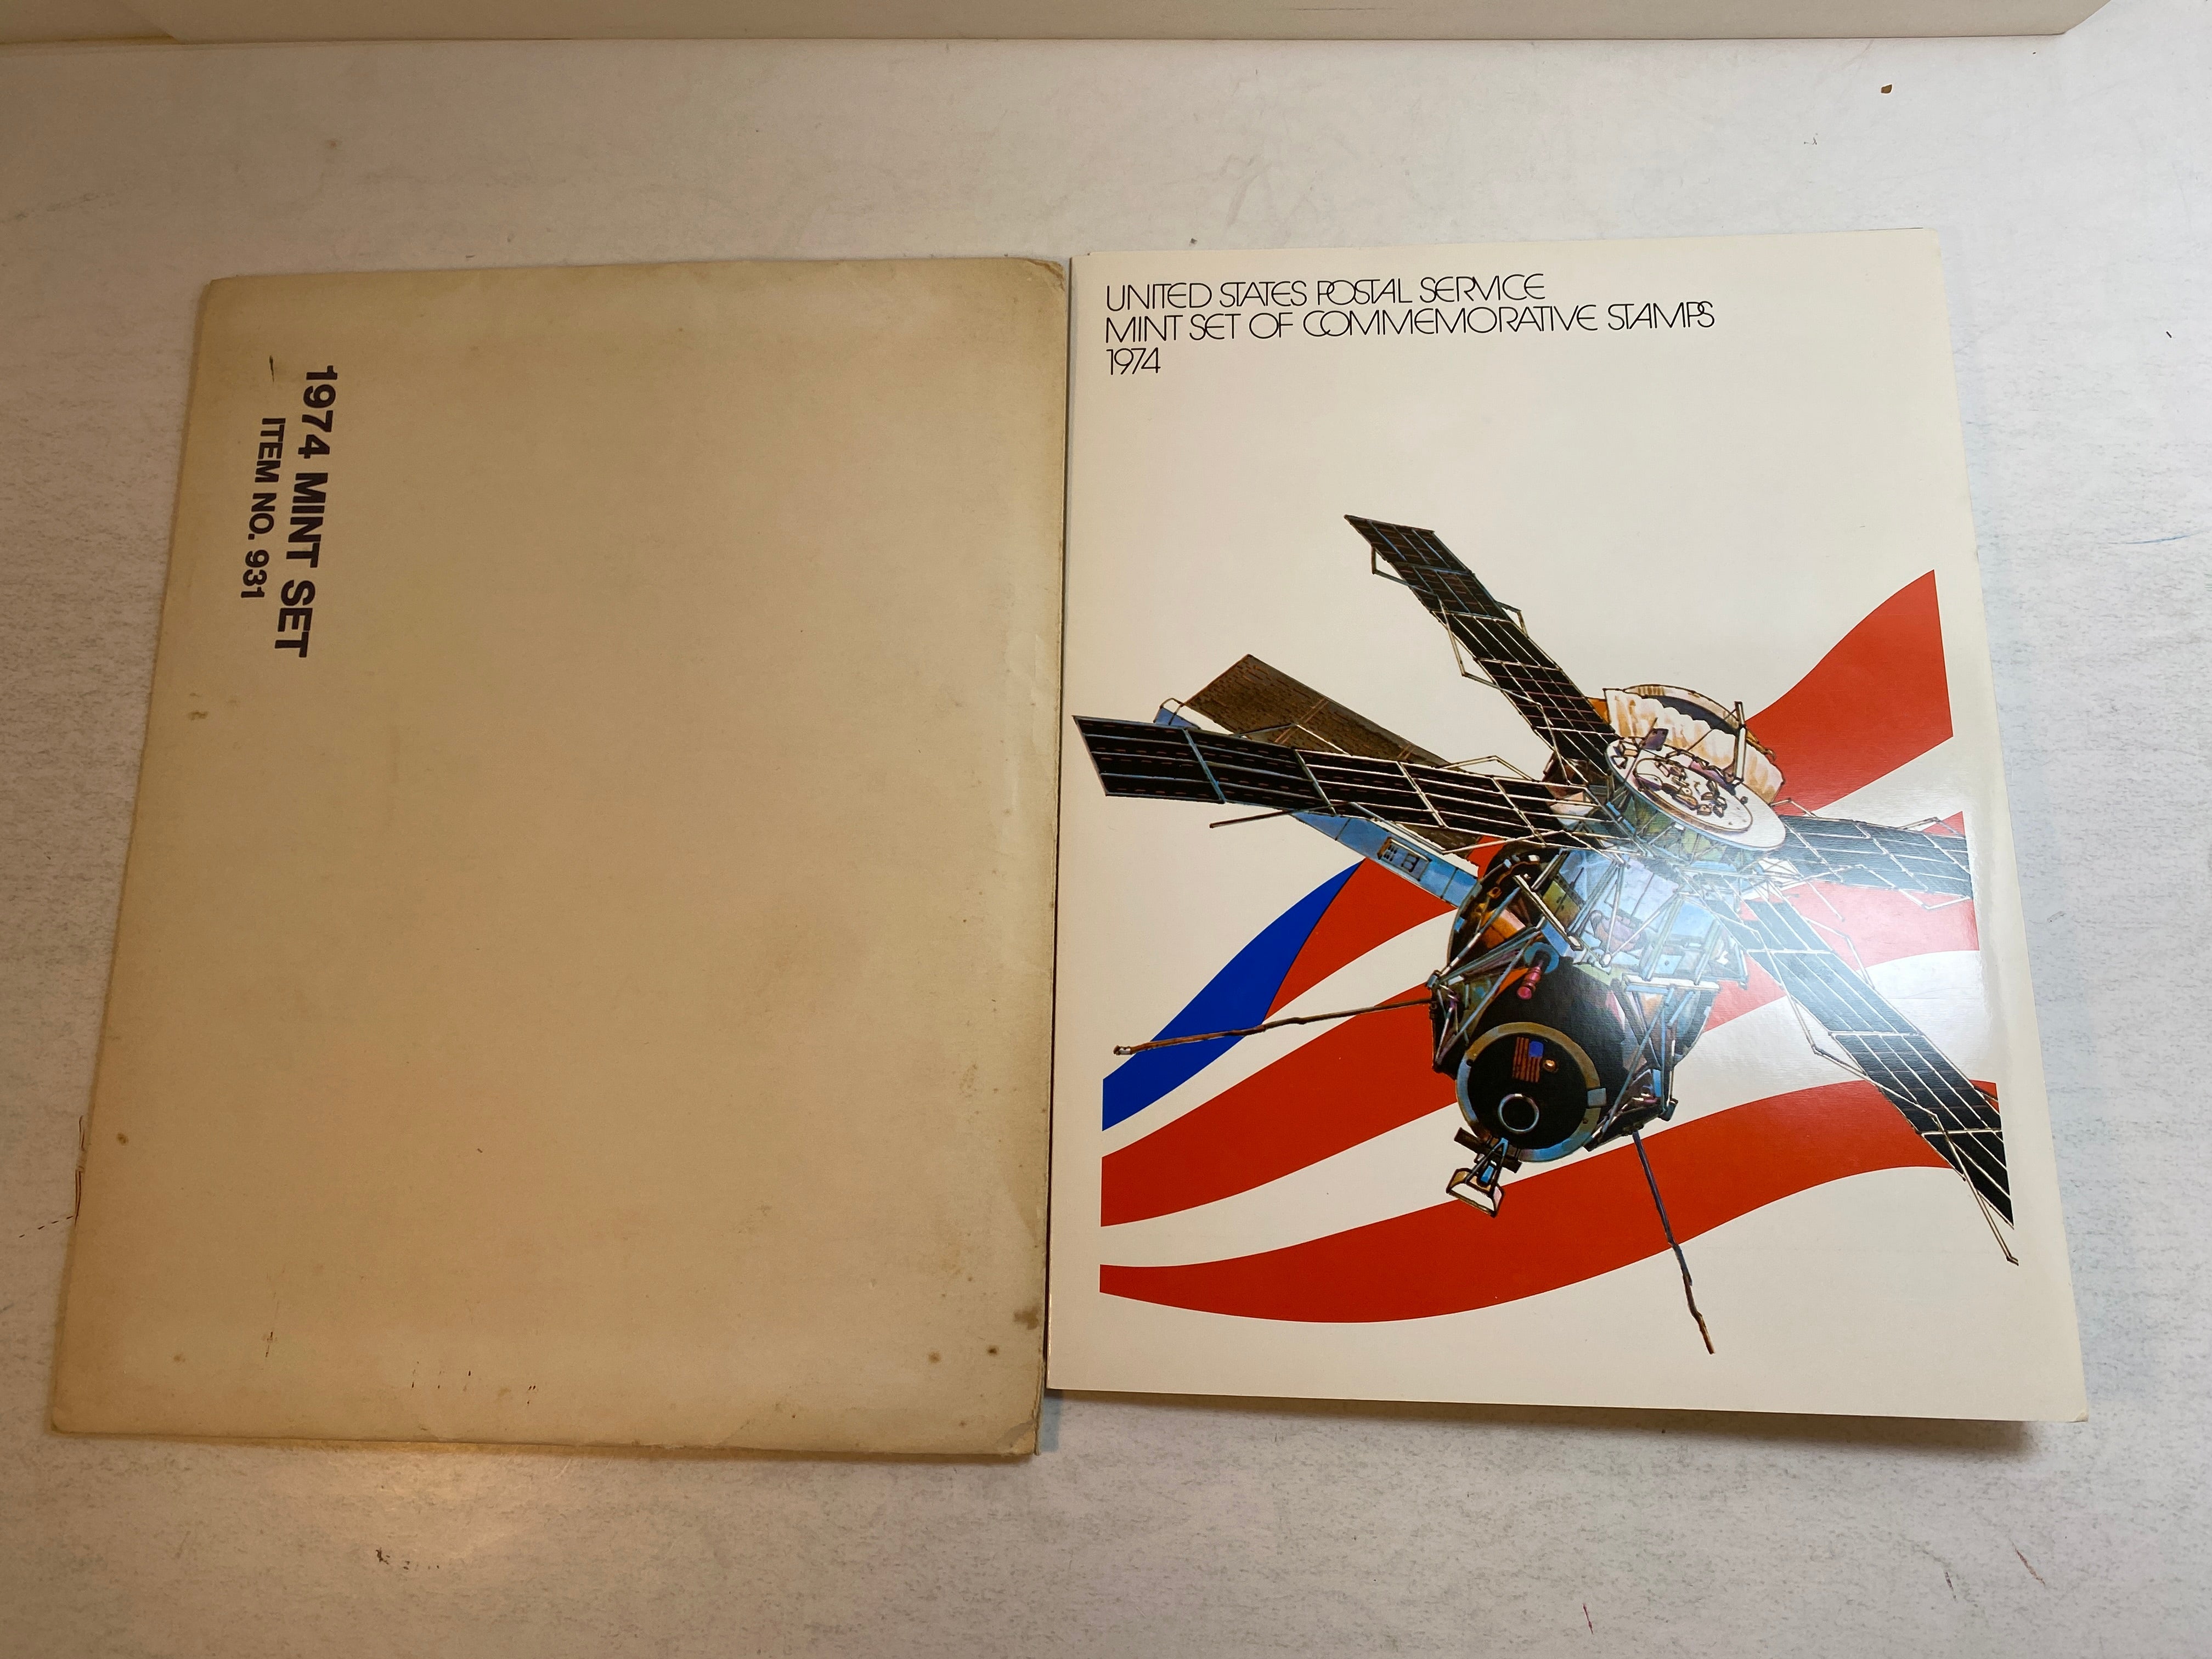 1974 MINT SET
ITEM NO. 931
UNITED STATES POSTAL SERVICE
MINT SET OF COMMEMORATIVE STAMPS
1974